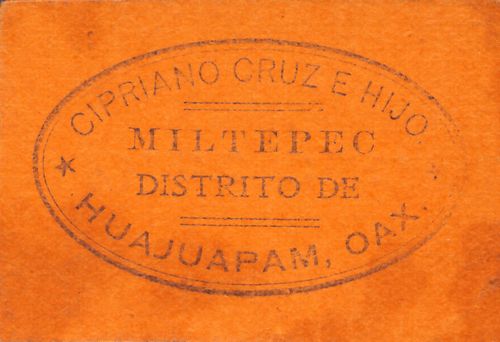 CIPRIANO CRUZ E HIJO.
MILTEPEC
DISTRITO DE
HUAJUAPAM, OAX.